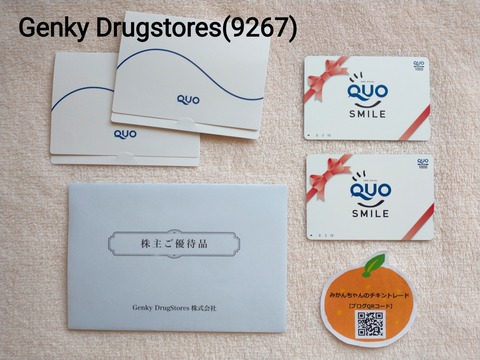 Genky Drugstores(9267)
QUO
QUO
QUO
QUO
SMILE
QUO
QUO
SMILE
株主ご優待品
Genky DrugStores 株式会社
みかんちゃんのチキントレード
[ブログQRコード]